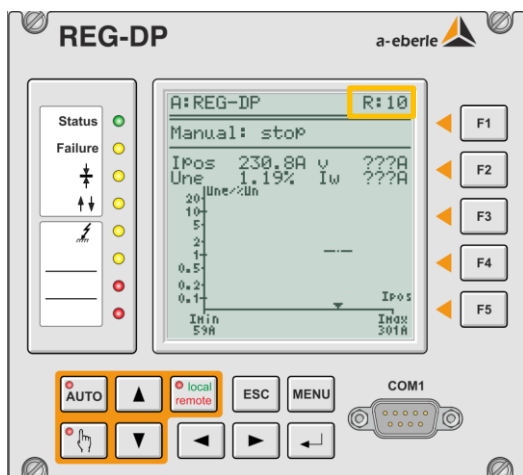 REG-DP
a-eberle
A:REG-DP R:10
Manual: stop
Ipos 230.8A v ???A
Une 1.19% Iw ???A
Une/%Un
20
10
5
2
1
0.5
0.2
0.1
Ipos
Imin Imax
59A 301A
Status
Failure
F1
F2
F3
F4
F5
AUTO
local
remote
ESC
MENU
COM1